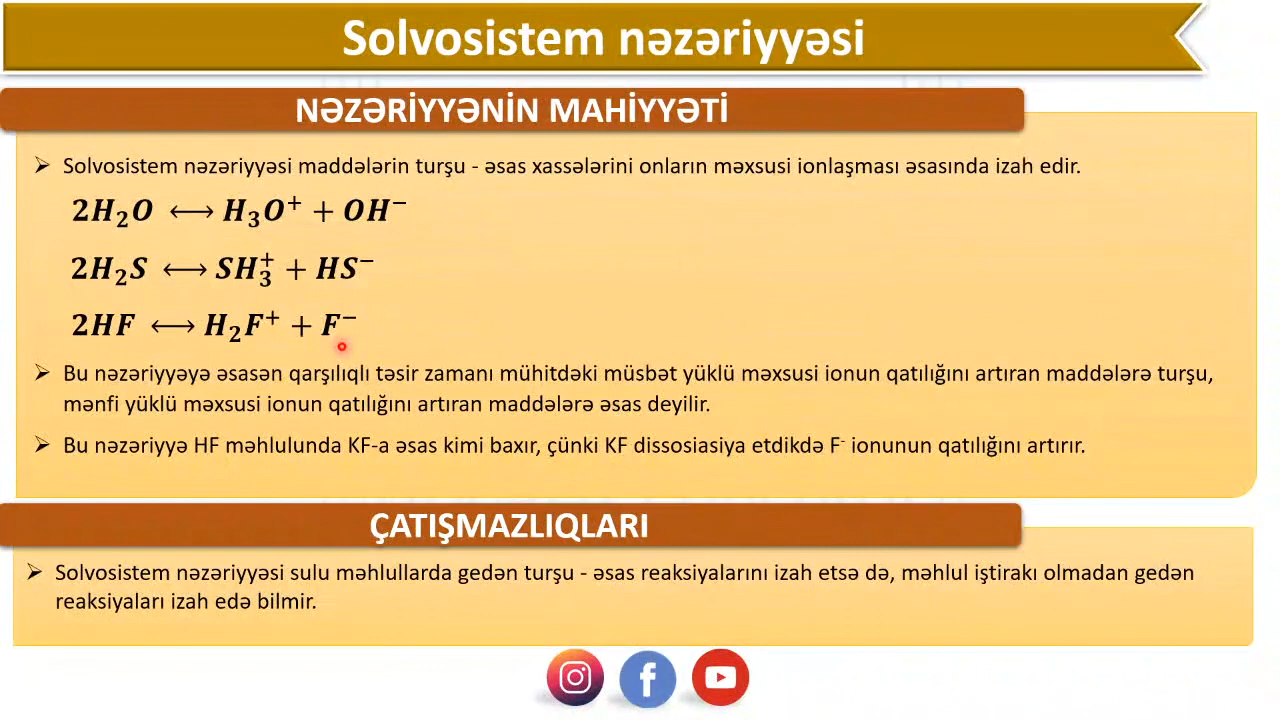 Solvosistem nəzəriyyəsi
NƏZƏRİYYƏNİN MAHİYYƏTİ
➢ Solvosistem nəzəriyyəsi maddələrin turşu - əsas xassələrini onların məxsusi ionlaşması əsasında izah edir.
2H₂O ⟷ H₃O⁺ + OH⁻
2H₂S ⟷ SH₃⁺ + HS⁻
2HF ⟷ H₂F⁺ + F⁻
➢ Bu nəzəriyyəyə əsasən qarşılıqlı təsir zamanı mühitdəki müsbət yüklü məxsusi ionun qatılığını artıran maddələrə turşu,
mənfi yüklü məxsusi ionun qatılığını artıran maddələrə əsas deyilir.
➢ Bu nəzəriyyə HF məhlulunda KF-a əsas kimi baxır, çünki KF dissosiasiya etdikdə F⁻ ionunun qatılığını artırır.
ÇATIŞMAZLIQLARI
➢ Solvosistem nəzəriyyəsi sulu məhlullarda gedən turşu - əsas reaksiyalarını izah etsə də, məhlul iştirakı olmadan gedən
reaksiyaları izah edə bilmir.